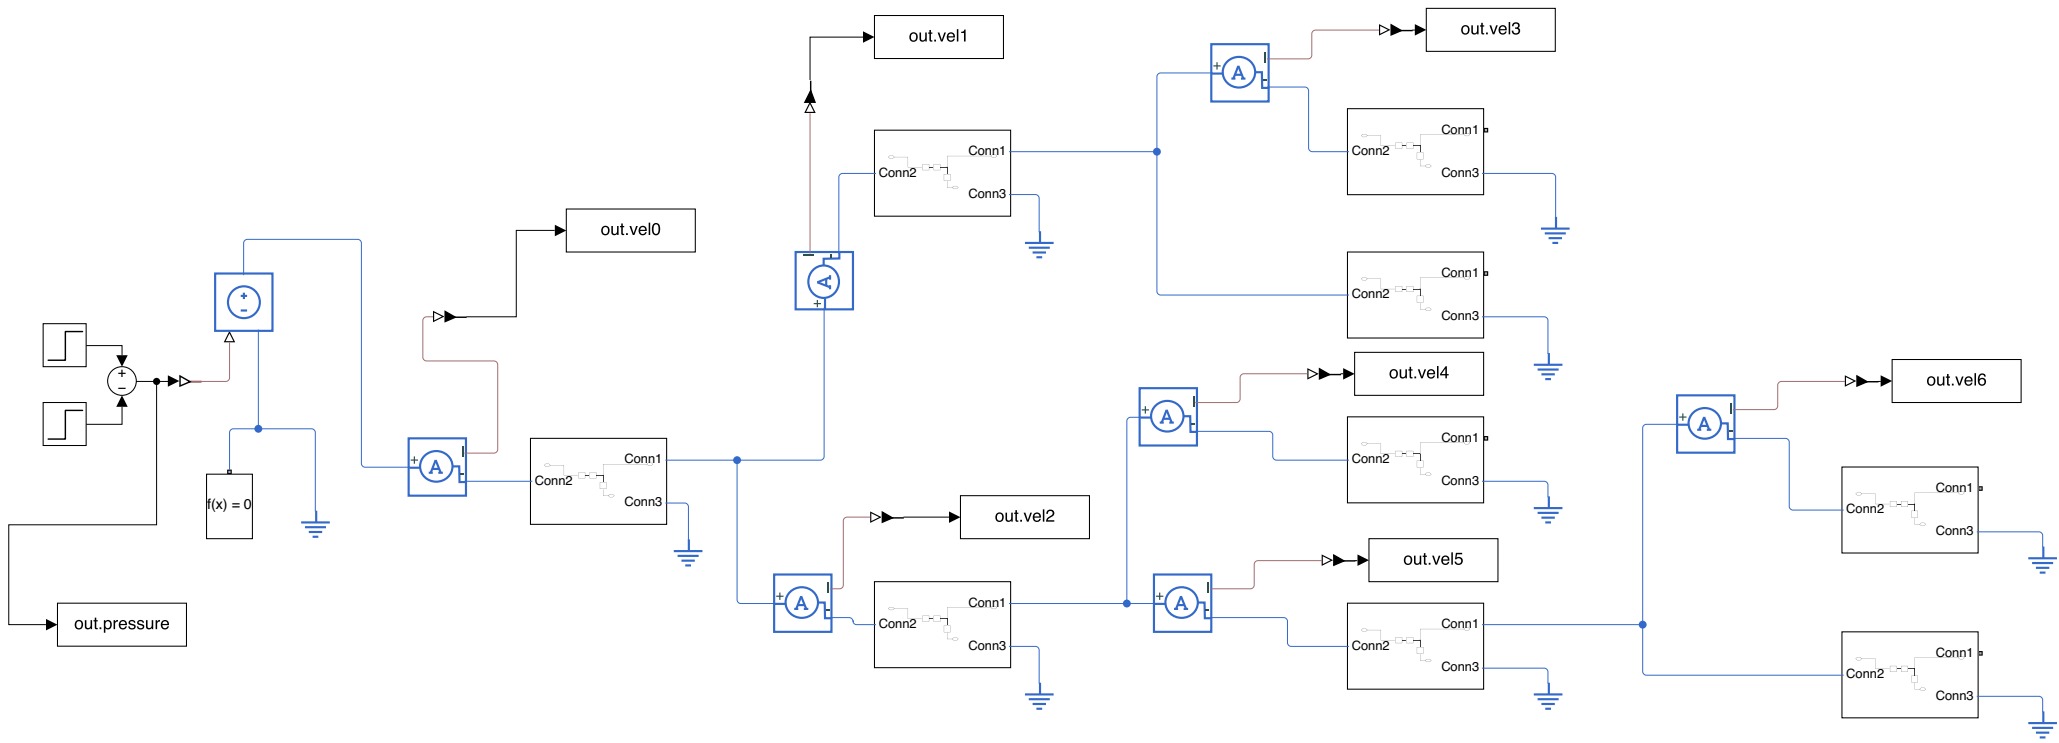 out.vel1
out.vel3
A
Conn1
Conn2
Conn3
Conn1
Conn2
Conn3
out.vel0
A
Conn1
Conn2
Conn3
out.vel4
A
out.vel6
A
Conn1
Conn2
Conn3
A
Conn1
Conn2
Conn3
f(x) = 0
out.vel2
Conn1
Conn2
Conn3
out.vel5
A
Conn1
Conn2
Conn3
A
Conn1
Conn2
Conn3
out.pressure
Conn1
Conn2
Conn3